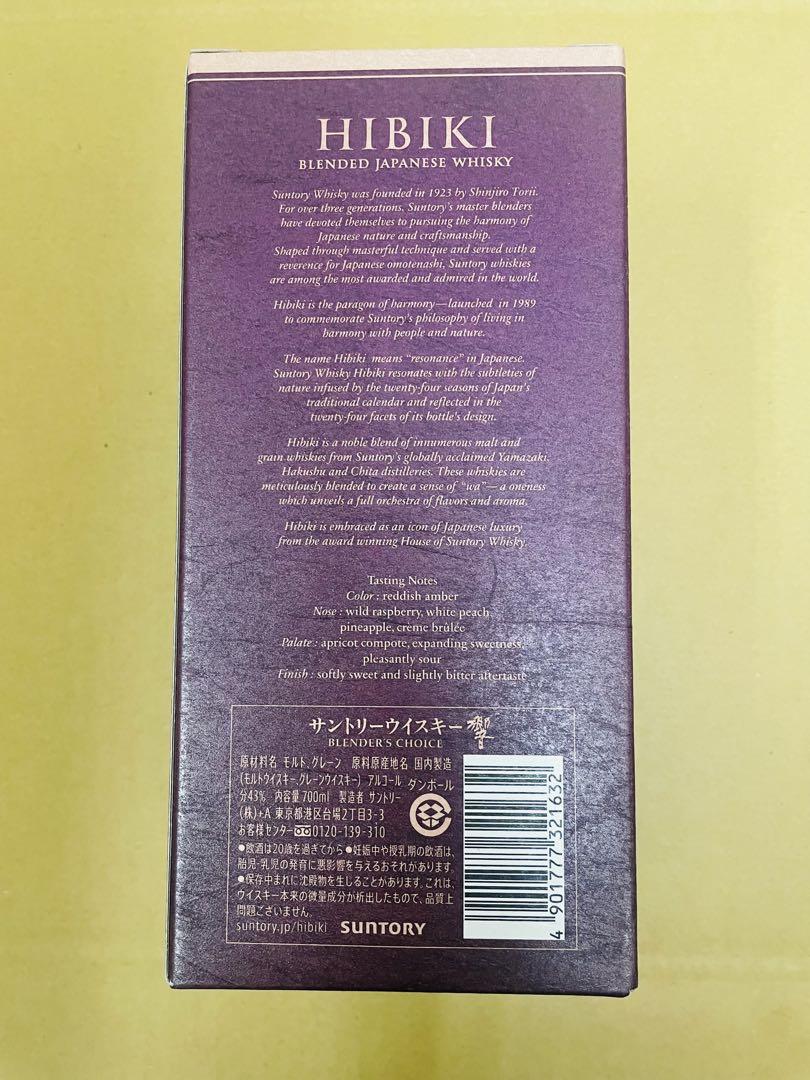 HIBIKI
BLENDED JAPANESE WHISKY
Suntory Whisky was founded in 1923 by Shinjiro Torii.
For over three generations, Suntory's master blenders
have devoted themselves to pursuing the harmony of
Japanese nature and craftsmanship.
Shaped through masterful technique and served with a
reverence for Japanese omotenashi, Suntory whiskies
are among the most awarded and admired in the world.
Hibiki is the paragon of harmony—launched in 1989
to commemorate Suntory's philosophy of living in
harmony with people and nature.
The name Hibiki means "resonance" in Japanese.
Suntory Whisky Hibiki resonates with the subtleties of
nature infused by the twenty-four seasons of Japan's
traditional calendar and reflected in the
twenty-four facets of its bottle's design.
Hibiki is a noble blend of innumerous malt and
grain whiskies from Suntory's globally acclaimed Yamazaki,
Hakushu and Chita distilleries. These whiskies are
meticulously blended to create a sense of "wa"— a oneness
which unveils a full orchestra of flavors and aroma.
Hibiki is embraced as an icon of Japanese luxury
from the award winning House of Suntory Whisky.
Tasting Notes
Color : reddish amber
Nose : wild raspberry, white peach,
pineapple, crème brûlée
Palate : apricot compote, expanding sweetness,
pleasantly sour
Finish : softly sweet and slightly bitter aftertaste
サントリーウイスキー 響
BLENDER'S CHOICE
原材料名 モルト、グレーン 原料原産地名 国内製造
(モルトウイスキー、グレーンウイスキー) アルコール
分43% 内容量700ml 製造者 サントリー
(株)+A 東京都港区台場2丁目3-3
お客様センター 0120-139-310
ダンボール
●飲酒は20歳を過ぎてから ●妊娠中や授乳期の飲酒は、
胎児・乳児の発育に悪影響を与えるおそれがあります。
●保存中まれに沈殿物を生じることがあります。これは、
ウイスキー本来の微量成分が析出したもので、品質上
問題ございません。
suntory.jp/hibiki SUNTORY
4 901777 321632